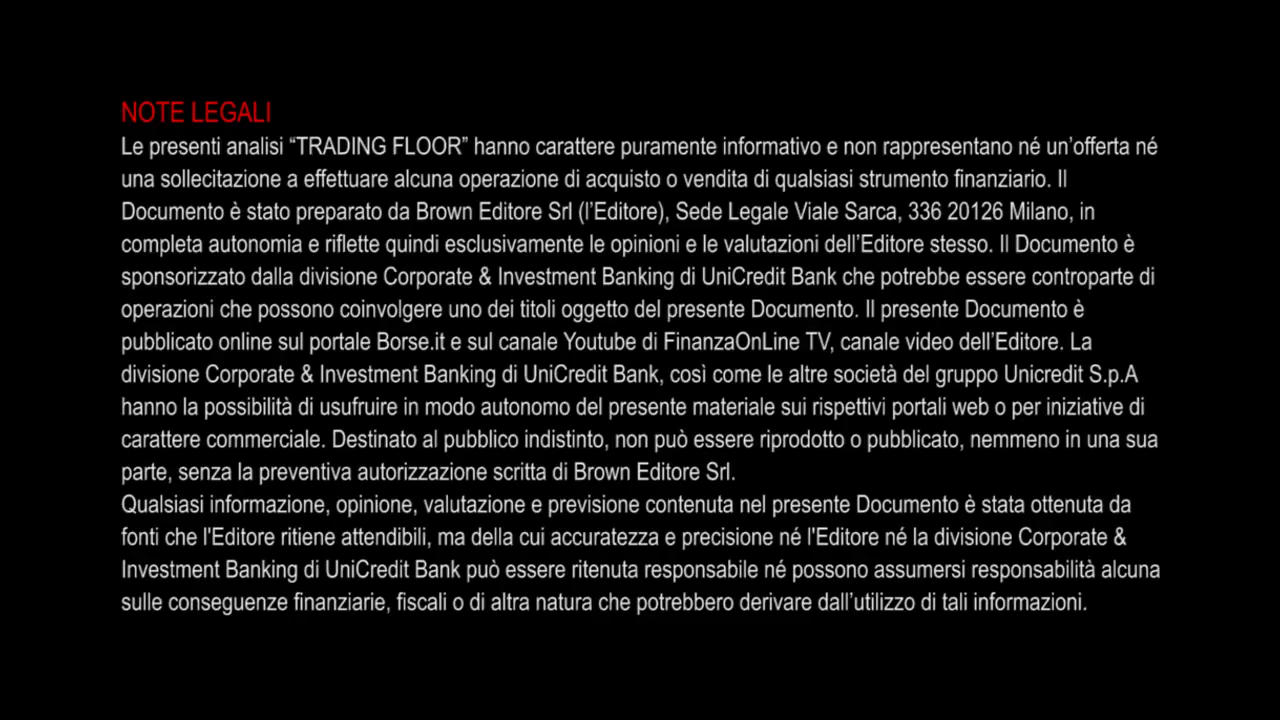 NOTE LEGALI
Le presenti analisi “TRADING FLOOR” hanno carattere puramente informativo e non rappresentano né un’offerta né
una sollecitazione a effettuare alcuna operazione di acquisto o vendita di qualsiasi strumento finanziario. Il
Documento è stato preparato da Brown Editore Srl (l’Editore), Sede Legale Viale Sarca, 336 20126 Milano, in
completa autonomia e riflette quindi esclusivamente le opinioni e le valutazioni dell’Editore stesso. Il Documento è
sponsorizzato dalla divisione Corporate & Investment Banking di UniCredit Bank che potrebbe essere controparte di
operazioni che possono coinvolgere uno dei titoli oggetto del presente Documento. Il presente Documento è
pubblicato online sul portale Borse.it e sul canale Youtube di FinanzaOnLine TV, canale video dell’Editore. La
divisione Corporate & Investment Banking di UniCredit Bank, così come le altre società del gruppo Unicredit S.p.A
hanno la possibilità di usufruire in modo autonomo del presente materiale sui rispettivi portali web o per iniziative di
carattere commerciale. Destinato al pubblico indistinto, non può essere riprodotto o pubblicato, nemmeno in una sua
parte, senza la preventiva autorizzazione scritta di Brown Editore Srl.
Qualsiasi informazione, opinione, valutazione e previsione contenuta nel presente Documento è stata ottenuta da
fonti che l'Editore ritiene attendibili, ma della cui accuratezza e precisione né l'Editore né la divisione Corporate &
Investment Banking di UniCredit Bank può essere ritenuta responsabile né possono assumersi responsabilità alcuna
sulle conseguenze finanziarie, fiscali o di altra natura che potrebbero derivare dall’utilizzo di tali informazioni.